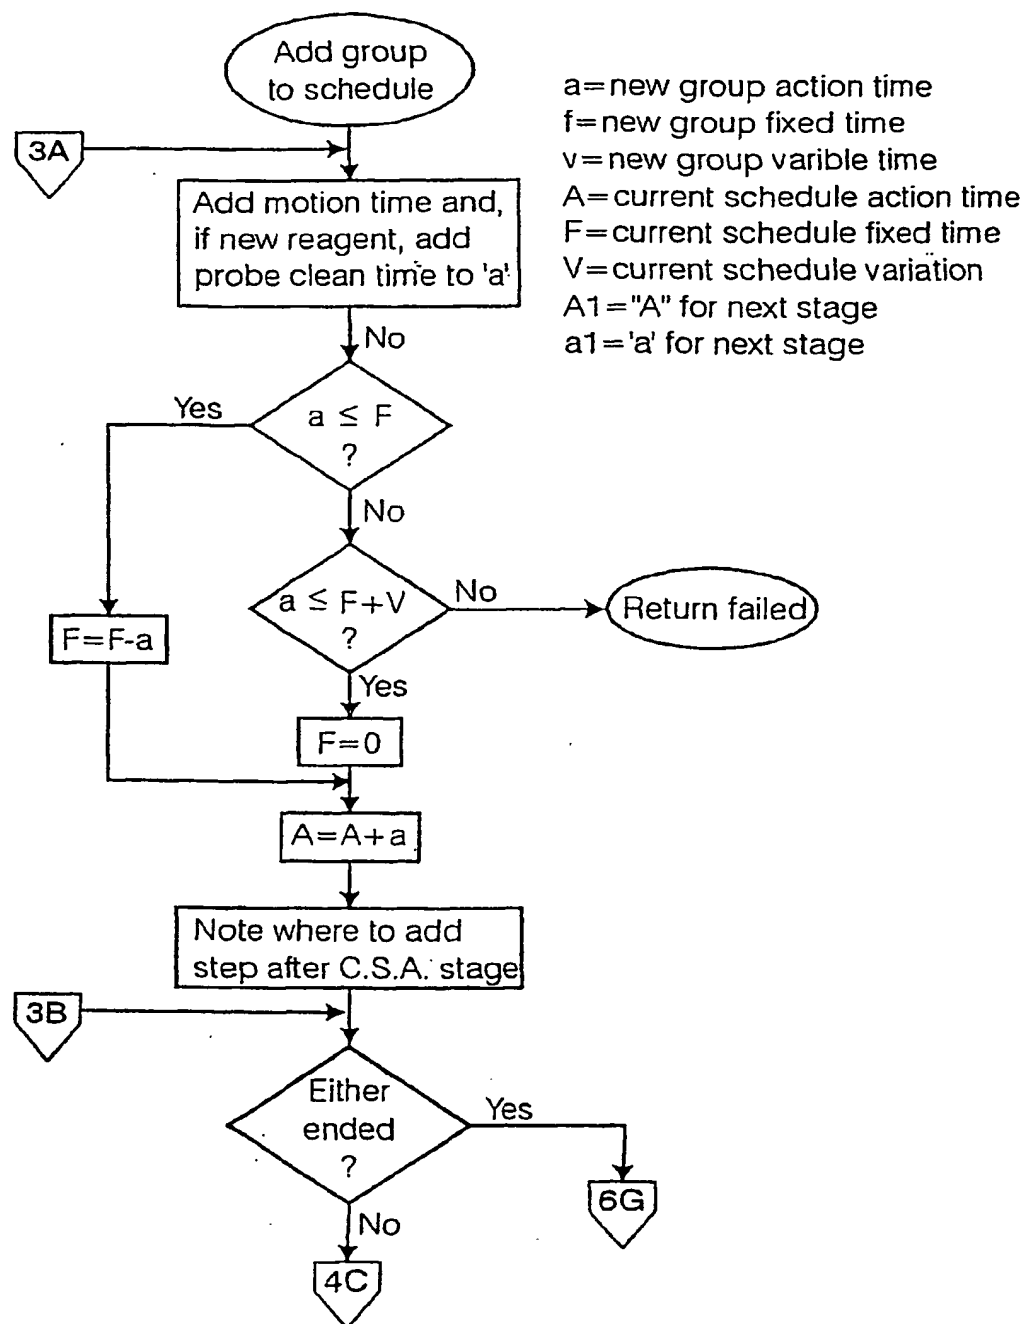 Add group
to schedule
a=new group action time
f=new group fixed time
v=new group varible time
A=current schedule action time
F=current schedule fixed time
V=current schedule variation
A1="A" for next stage
a1='a' for next stage
3A
Add motion time and,
if new reagent, add
probe clean time to 'a'
No
a ≤ F
?
Yes
No
a ≤ F+V
?
No
Return failed
F=F-a
Yes
F=0
A=A+a
Note where to add
step after C.S.A. stage
3B
Either
ended
?
Yes
6G
No
4C